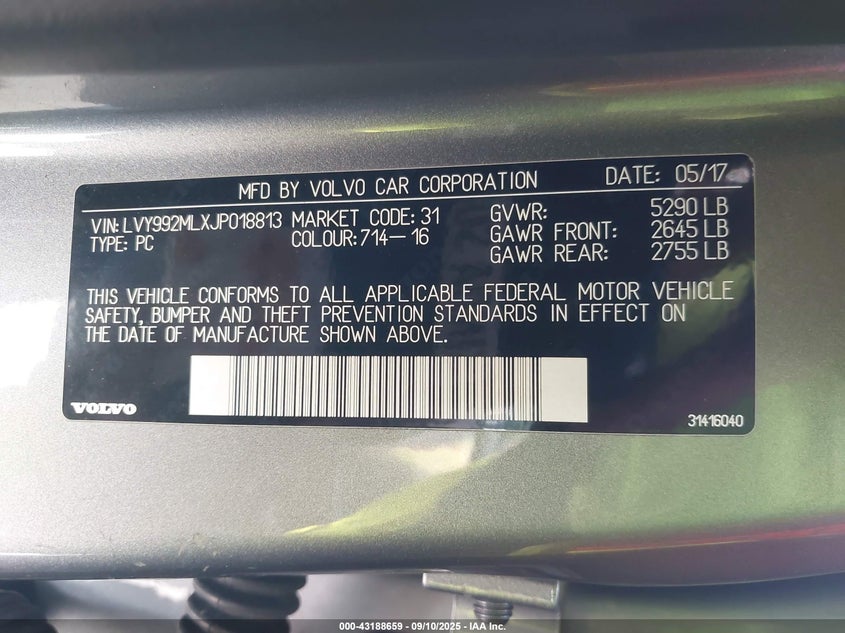 MFD BY VOLVO CAR CORPORATION DATE: 05/17
VIN: LVY992MLXJP018813 MARKET CODE: 31 GVWR: 5290 LB
TYPE: PC COLOUR: 714-16 GAWR FRONT: 2645 LB
GAWR REAR: 2755 LB
THIS VEHICLE CONFORMS TO ALL APPLICABLE FEDERAL MOTOR VEHICLE
SAFETY, BUMPER AND THEFT PREVENTION STANDARDS IN EFFECT ON
THE DATE OF MANUFACTURE SHOWN ABOVE.
VOLVO
31416040
000-43188659 - 09/10/2025 - IAA Inc.